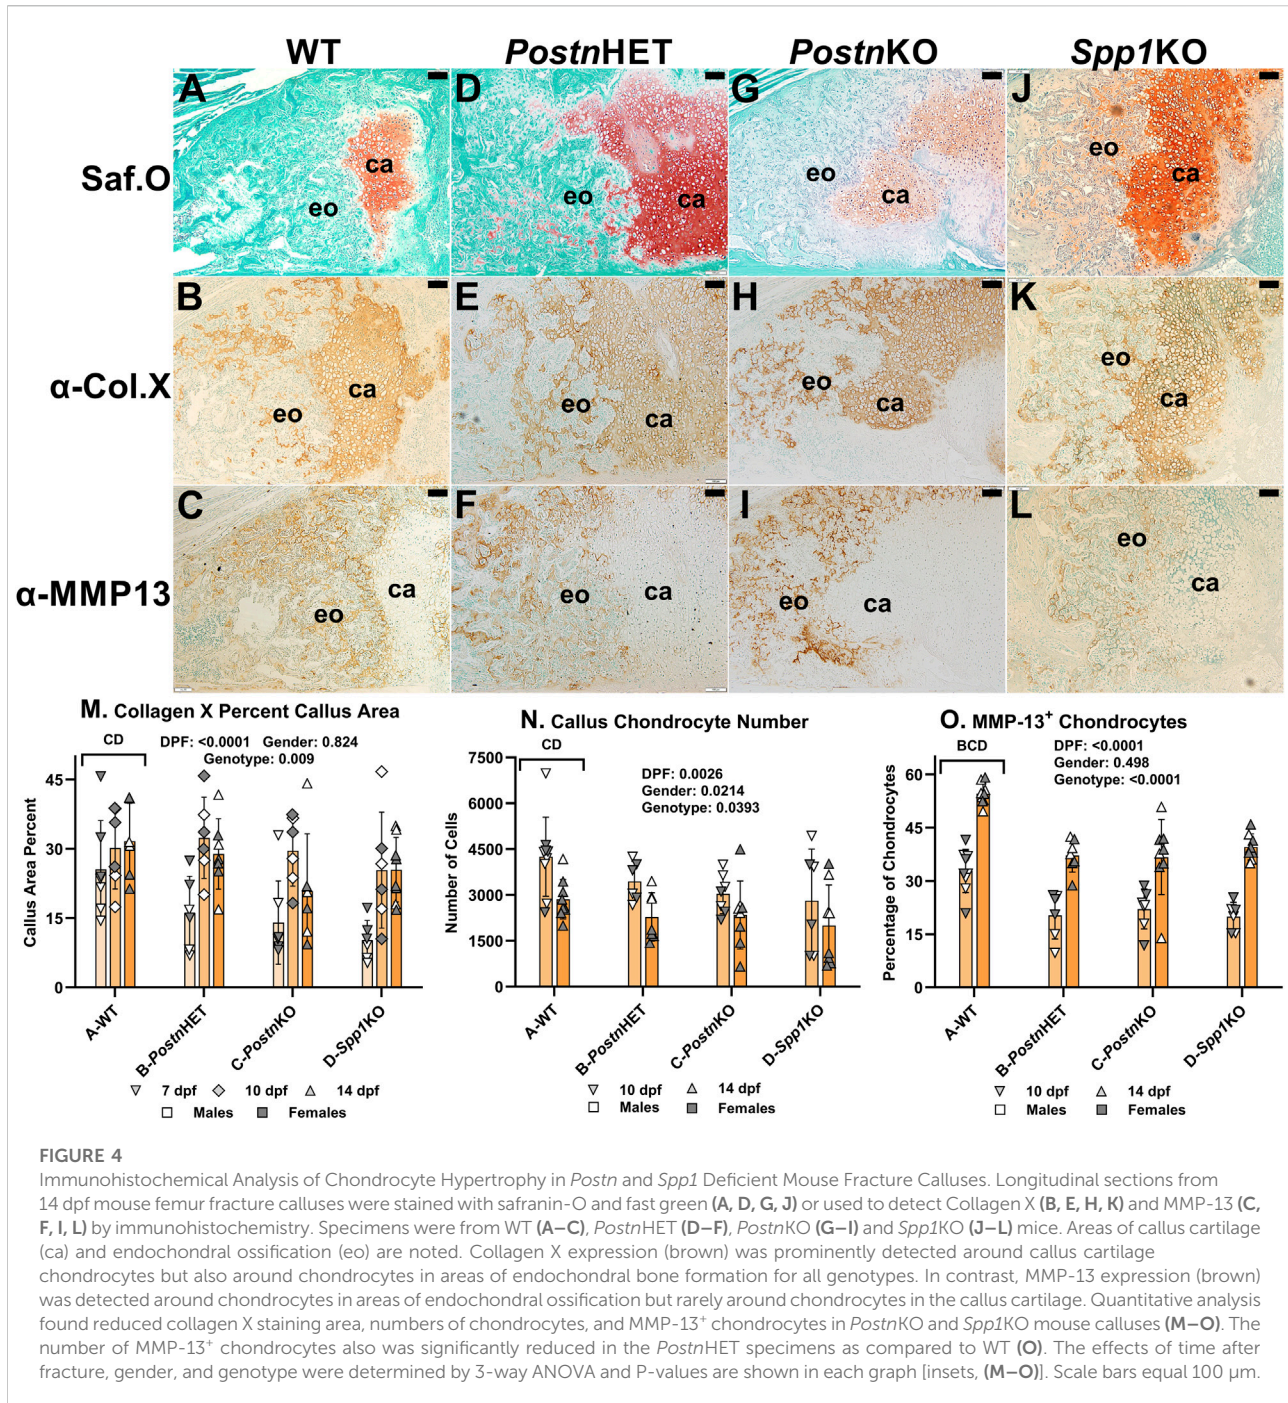 WT PostnHET PostnKO Spp1KO
Saf.O
A
ca
eo
D
eo
ca
G
eo
ca
J
eo
ca
α-Col.X
B
ca
eo
E
eo
ca
H
eo
ca
K
eo
ca
α-MMP13
C
ca
eo
F
eo
ca
I
eo
ca
L
eo
ca
M. Collagen X Percent Callus Area
CD
DPF: <0.0001 Gender: 0.824
Genotype: 0.009
Callus Area Percent
45
30
15
0
A-WT
B-PostnHET
C-PostnKO
D-Spp1KO
7 dpf 10 dpf 14 dpf
Males Females
N. Callus Chondrocyte Number
CD
DPF: 0.0026
Gender: 0.0214
Genotype: 0.0393
Number of Cells
7500
6000
4500
3000
1500
0
A-WT
B-PostnHET
C-PostnKO
D-Spp1KO
10 dpf 14 dpf
Males Females
O. MMP-13⁺ Chondrocytes
BCD
DPF: <0.0001
Gender: 0.498
Genotype: <0.0001
Percentage of Chondrocytes
60
45
30
15
0
A-WT
B-PostnHET
C-PostnKO
D-Spp1KO
10 dpf 14 dpf
Males Females
FIGURE 4
Immunohistochemical Analysis of Chondrocyte Hypertrophy in Postn and Spp1 Deficient Mouse Fracture Calluses. Longitudinal sections from
14 dpf mouse femur fracture calluses were stained with safranin-O and fast green (A, D, G, J) or used to detect Collagen X (B, E, H, K) and MMP-13 (C,
F, I, L) by immunohistochemistry. Specimens were from WT (A–C), PostnHET (D–F), PostnKO (G–I) and Spp1KO (J–L) mice. Areas of callus cartilage
(ca) and endochondral ossification (eo) are noted. Collagen X expression (brown) was prominently detected around callus cartilage
chondrocytes but also around chondrocytes in areas of endochondral bone formation for all genotypes. In contrast, MMP-13 expression (brown)
was detected around chondrocytes in areas of endochondral ossification but rarely around chondrocytes in the callus cartilage. Quantitative analysis
found reduced collagen X staining area, numbers of chondrocytes, and MMP-13⁺ chondrocytes in PostnKO and Spp1KO mouse calluses (M–O). The
number of MMP-13⁺ chondrocytes also was significantly reduced in the PostnHET specimens as compared to WT (O). The effects of time after
fracture, gender, and genotype were determined by 3-way ANOVA and P-values are shown in each graph [insets, (M–O)]. Scale bars equal 100 µm.